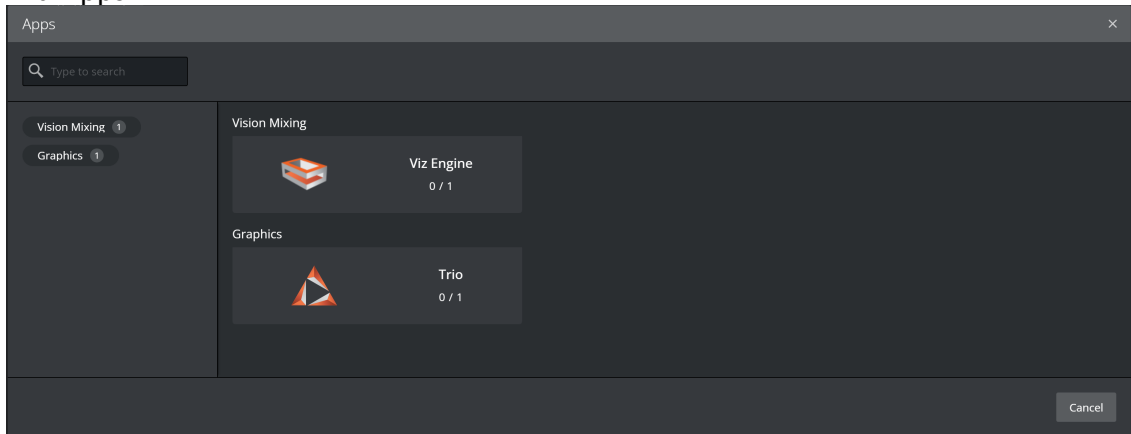 Apps
Type to search
Vision Mixing 1
Graphics 1
Vision Mixing
Viz Engine
0 / 1
Graphics
Trio
0 / 1
Cancel